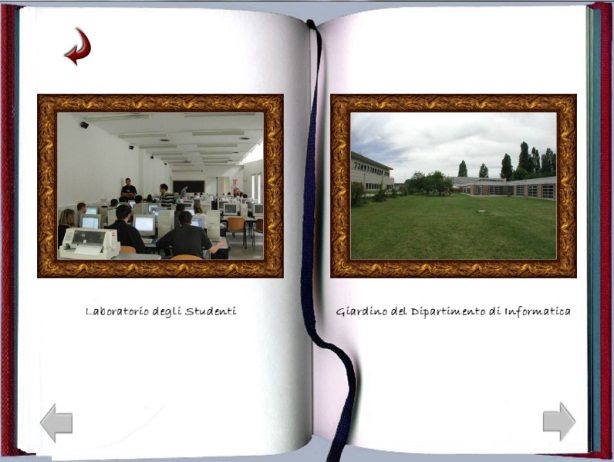 Laboratorio degli Studenti
Giardino del Dipartimento di Informatica